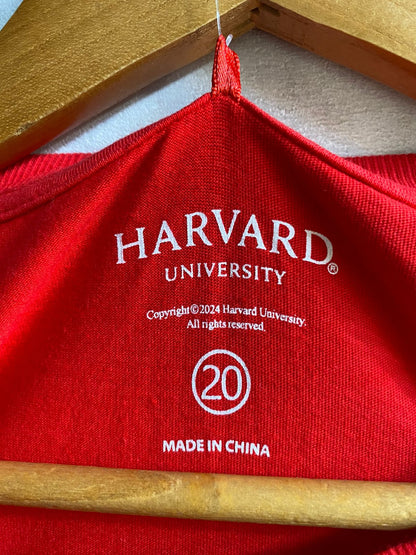 HARVARD®
UNIVERSITY
Copyright©2024 Harvard University.
All rights reserved.
20
MADE IN CHINA